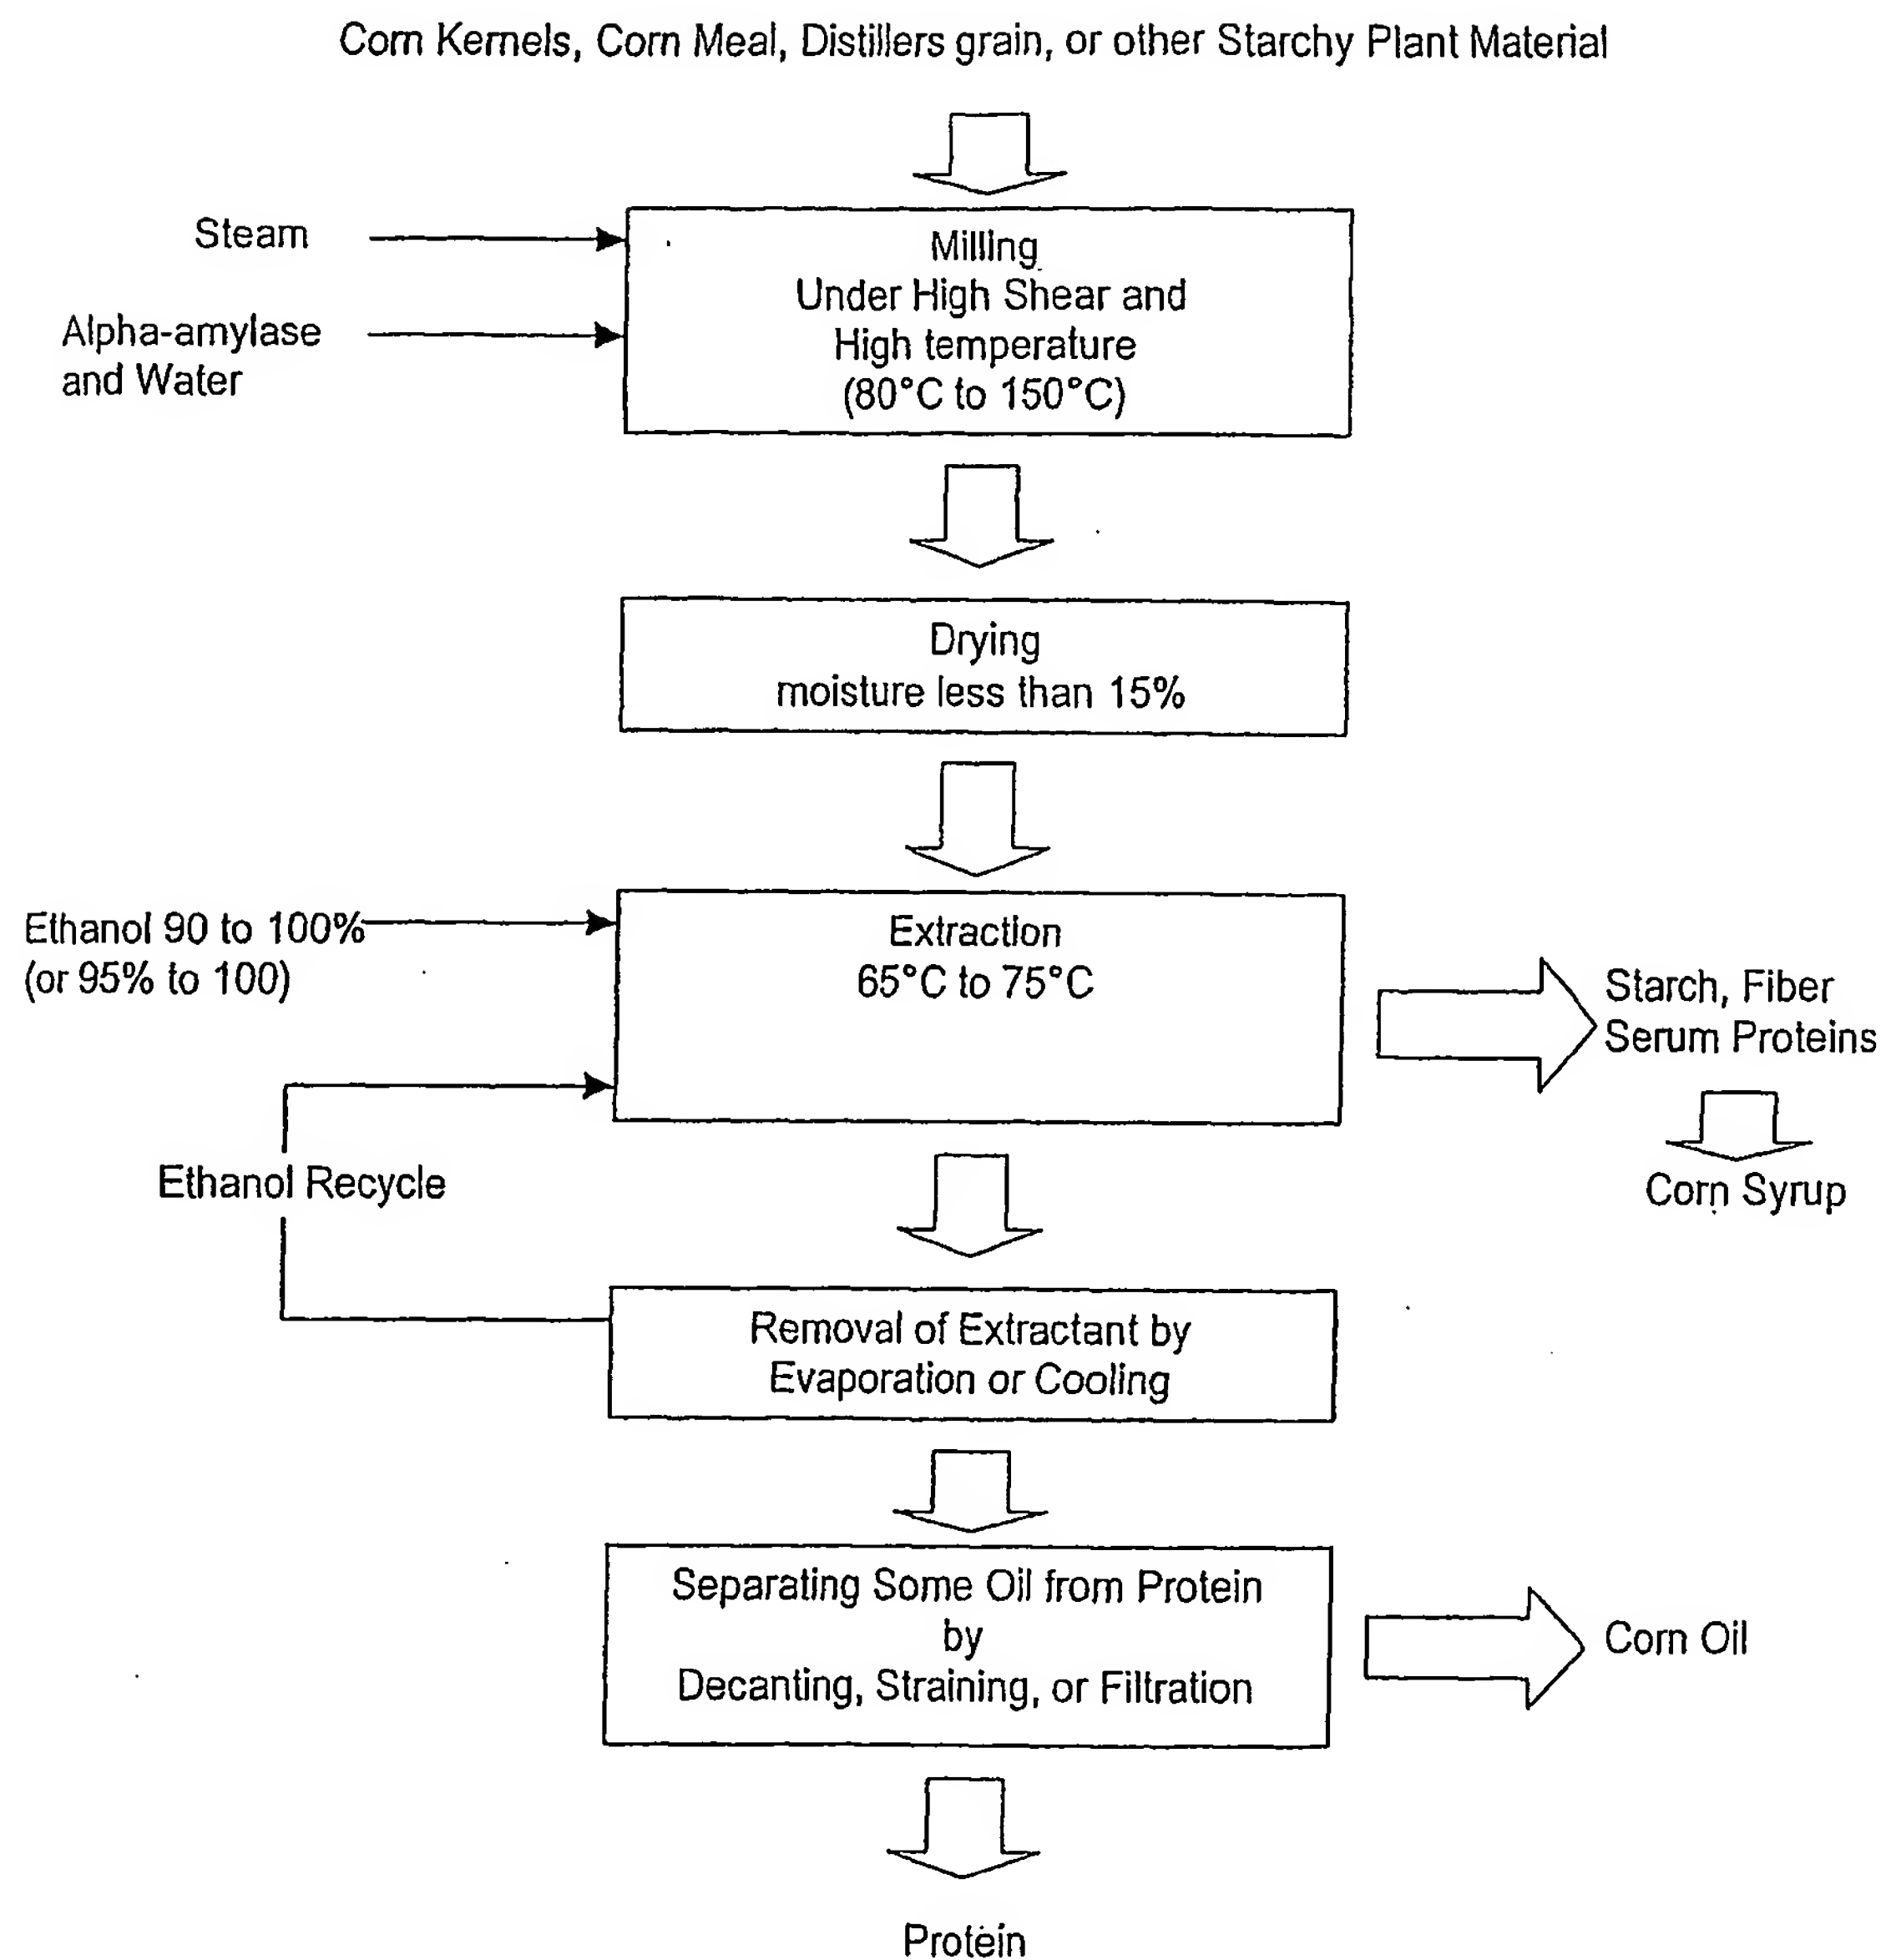 Corn Kernels, Corn Meal, Distillers grain, or other Starchy Plant Material
Steam
Alpha-amylase
and Water
Milling
Under High Shear and
High temperature
(80°C to 150°C)
Drying
moisture less than 15%
Ethanol 90 to 100%
(or 95% to 100)
Extraction
65°C to 75°C
Starch, Fiber
Serum Proteins
Corn Syrup
Ethanol Recycle
Removal of Extractant by
Evaporation or Cooling
Separating Some Oil from Protein
by
Decanting, Straining, or Filtration
Corn Oil
Protein